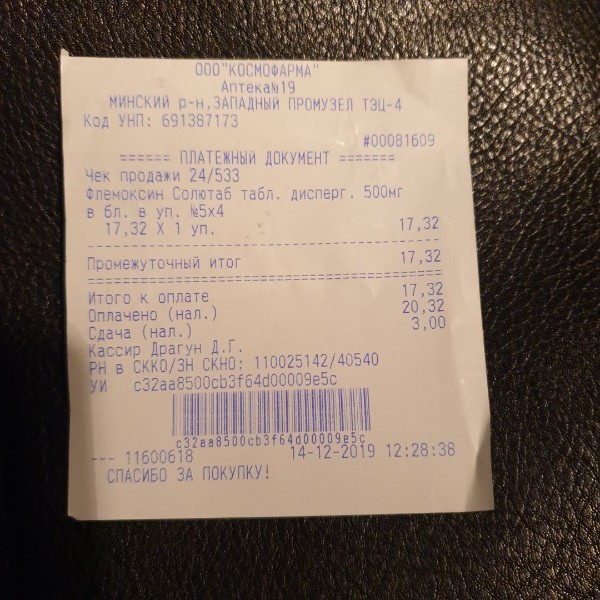 ООО"КОСМОФАРМА"
Аптека№19
МИНСКИЙ р-н,ЗАПАДНЫЙ ПРОМУЗЕЛ ТЭЦ-4
Код УНП: 691387173
#00081609
====== ПЛАТЕЖНЫЙ ДОКУМЕНТ =======
Чек продажи 24/533
Флемоксин Солютаб табл. дисперг. 500мг
в бл. в уп. №5x4
17,32 X 1 уп. 17,32
Промежуточный итог 17,32
Итого к оплате 17,32
Оплачено (нал.) 20,32
Сдача (нал.) 3,00
Кассир Драгун Д.Г.
РН в СККО/ЗН СКНО: 110025142/40540
УИ c32aa8500cb3f64d00009e5c
c32aa8500cb3f64d00009e5c
--- 11600618 14-12-2019 12:28:38
СПАСИБО ЗА ПОКУПКУ!